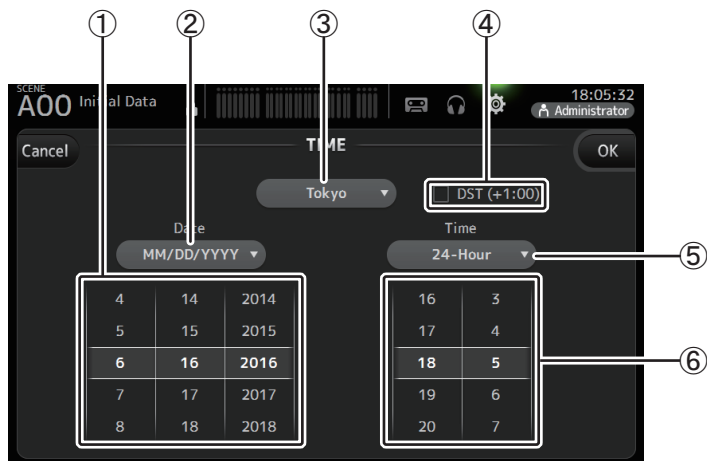 ① ② ③ ④
SCENE
A00 Initial Data
18:05:32
Administrator
Cancel
TIME
OK
Tokyo
DST (+1:00)
Date
Time
MM/DD/YYYY
24-Hour
⑤
4 14 2014 16 3
5 15 2015 17 4
6 16 2016 18 5
⑥
7 17 2017 19 6
8 18 2018 20 7